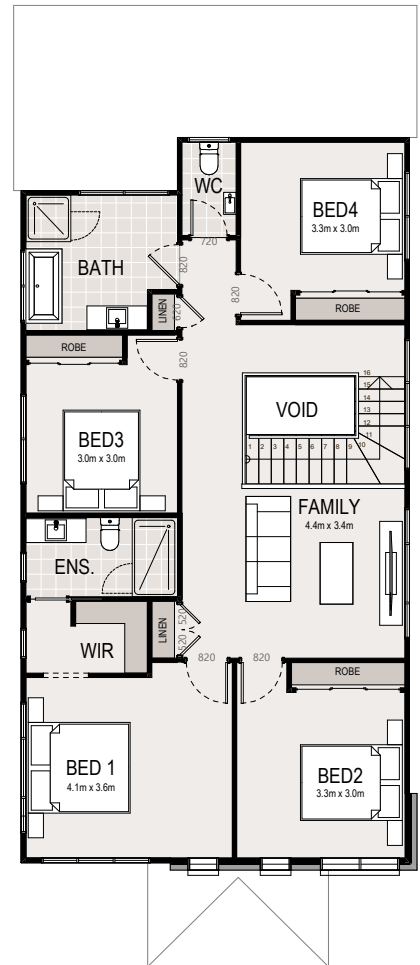 WC
720
BED4
3.3m x 3.0m
BATH
820
LINEN
620
820
ROBE
ROBE
820
BED3
3.0m x 3.0m
VOID
16
15
14
13
12
11
1 2 3 4 5 6 7 8 9 10
FAMILY
4.4m x 3.4m
ENS.
WIR
LINEN
520 520
820
820
ROBE
BED 1
4.1m x 3.6m
BED2
3.3m x 3.0m